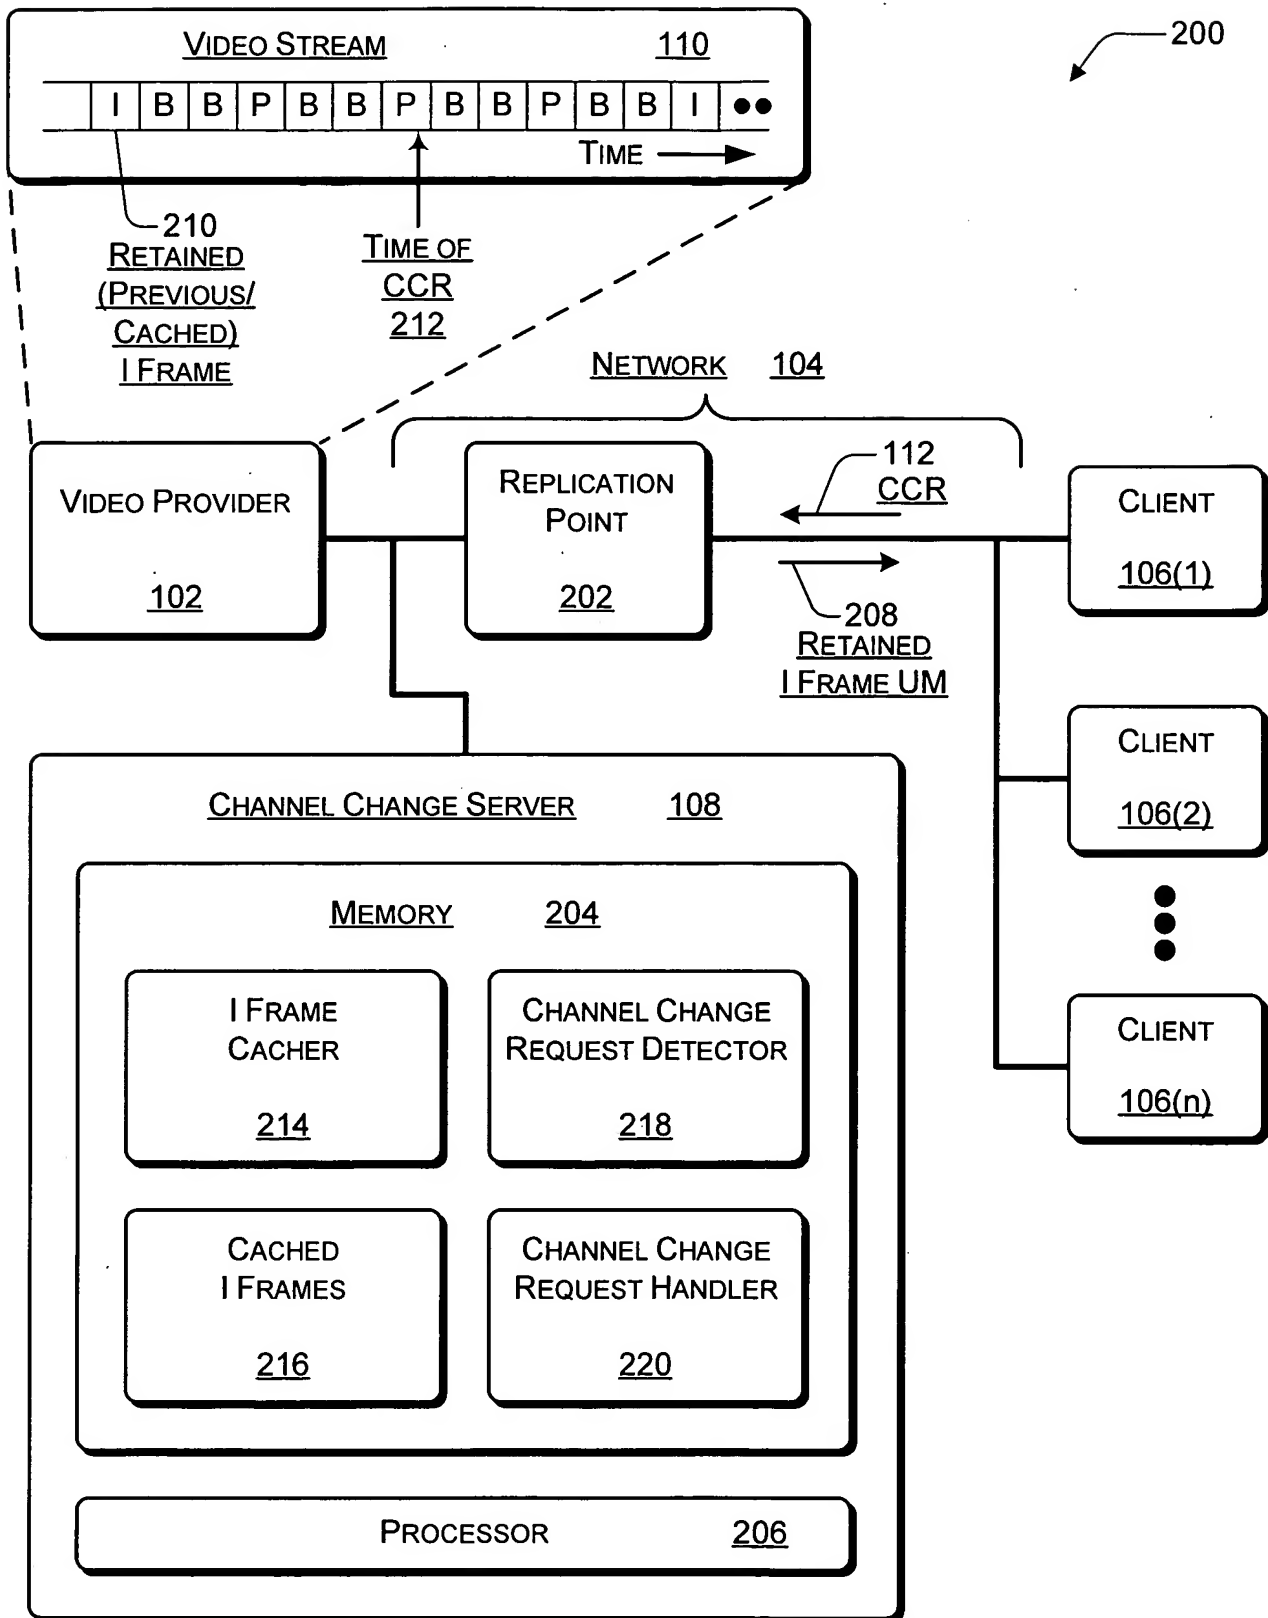 VIDEO STREAM 110
I B B P B B P B B P B B I
TIME
200
210
RETAINED
(PREVIOUS/
CACHED)
I FRAME
TIME OF
CCR
212
NETWORK 104
VIDEO PROVIDER
102
REPLICATION
POINT
202
112
CCR
208
RETAINED
I FRAME UM
CLIENT
106(1)
CLIENT
106(2)
CLIENT
106(n)
CHANNEL CHANGE SERVER 108
MEMORY 204
I FRAME
CACHER
214
CHANNEL CHANGE
REQUEST DETECTOR
218
CACHED
I FRAMES
216
CHANNEL CHANGE
REQUEST HANDLER
220
PROCESSOR 206